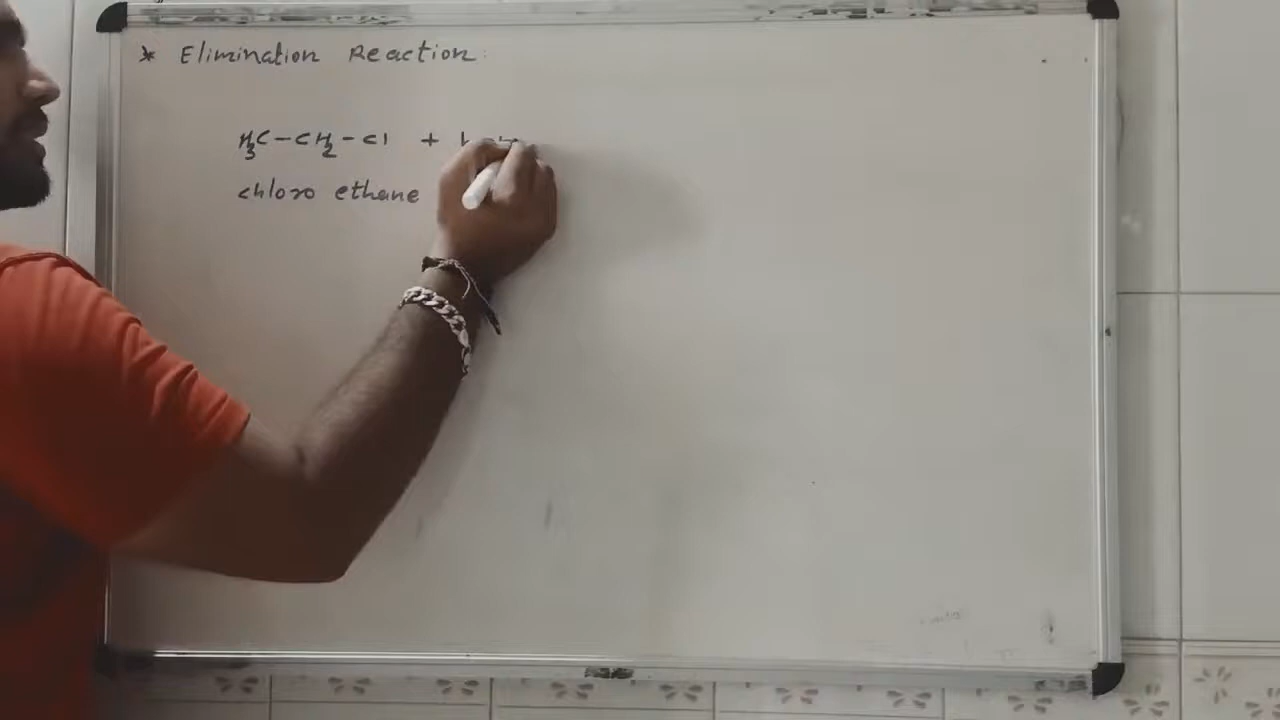 * Elimination Reaction:
H₃C-CH₂-Cl +
chloro ethane